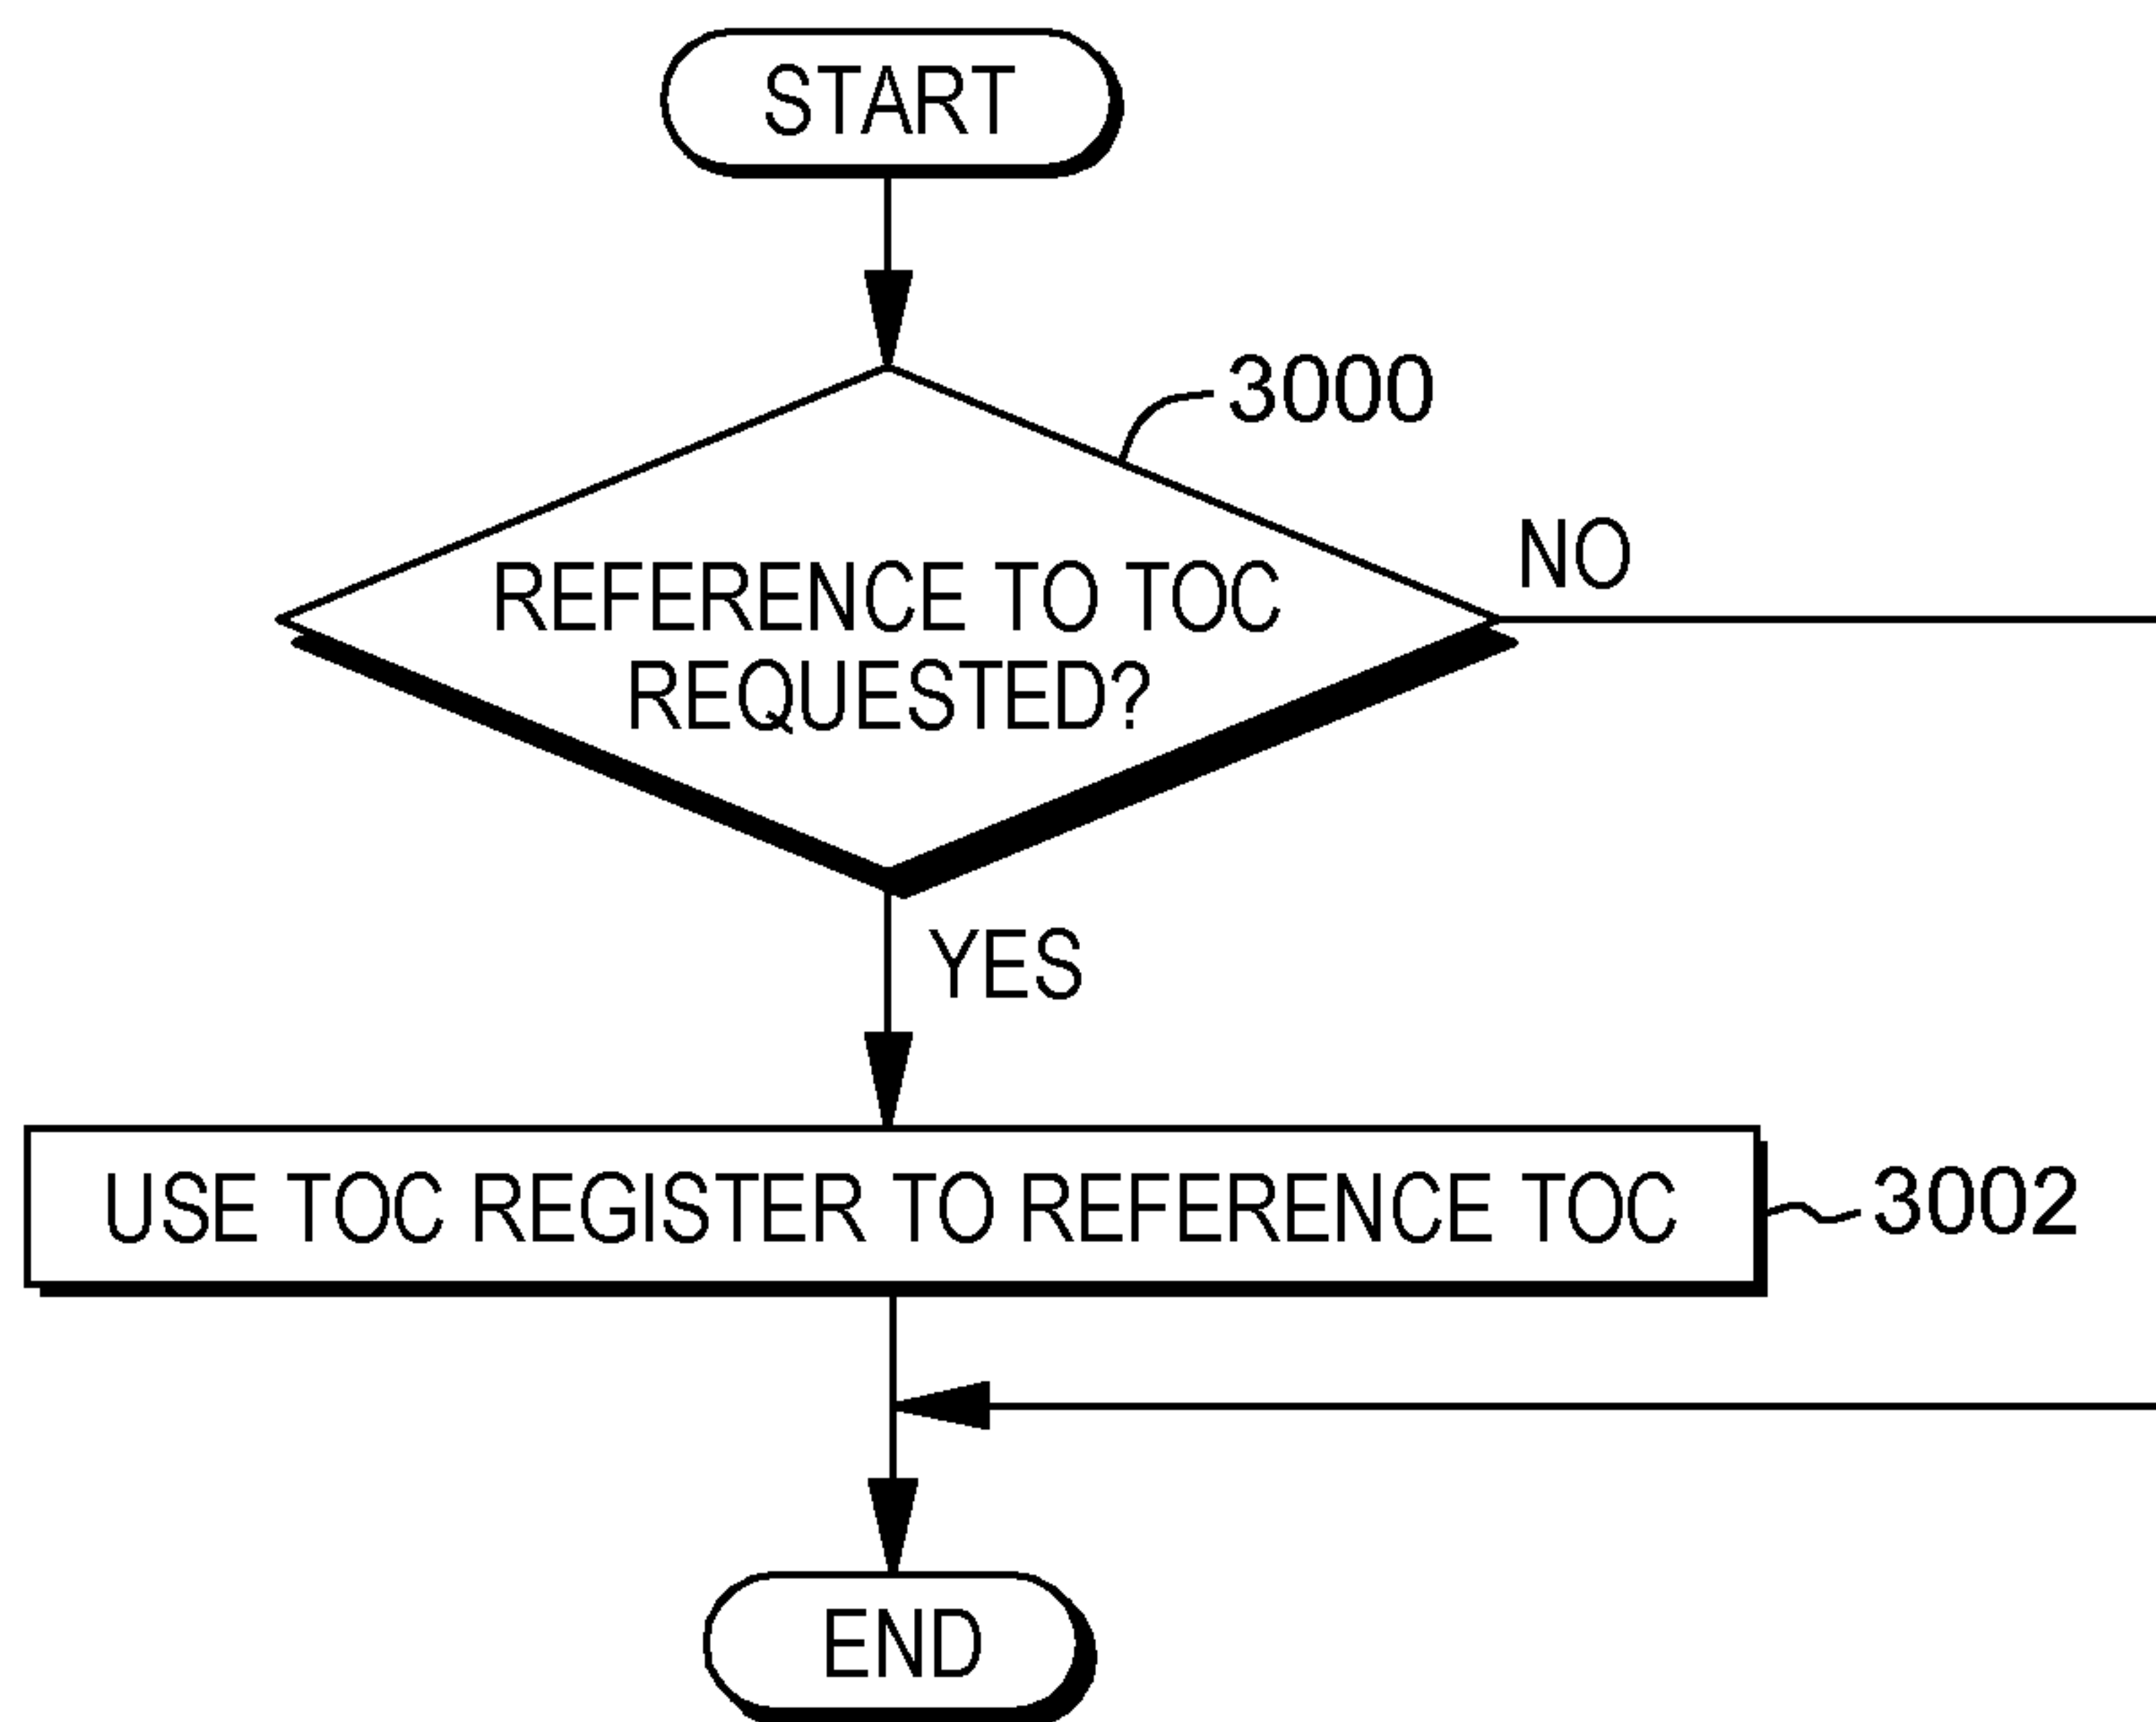 START
3000
NO
REFERENCE TO TOC
REQUESTED?
YES
USE TOC REGISTER TO REFERENCE TOC
3002
END